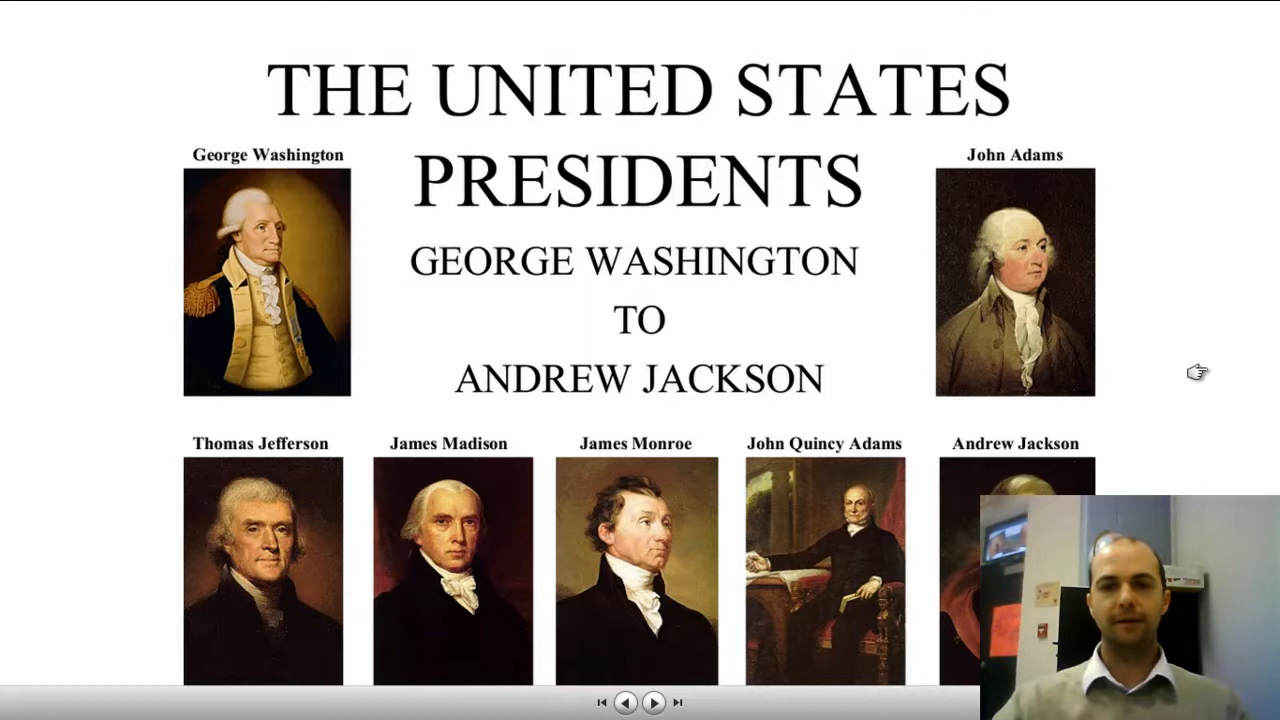 THE UNITED STATES
PRESIDENTS
GEORGE WASHINGTON
TO
ANDREW JACKSON
George Washington
John Adams
Thomas Jefferson
James Madison
James Monroe
John Quincy Adams
Andrew Jackson